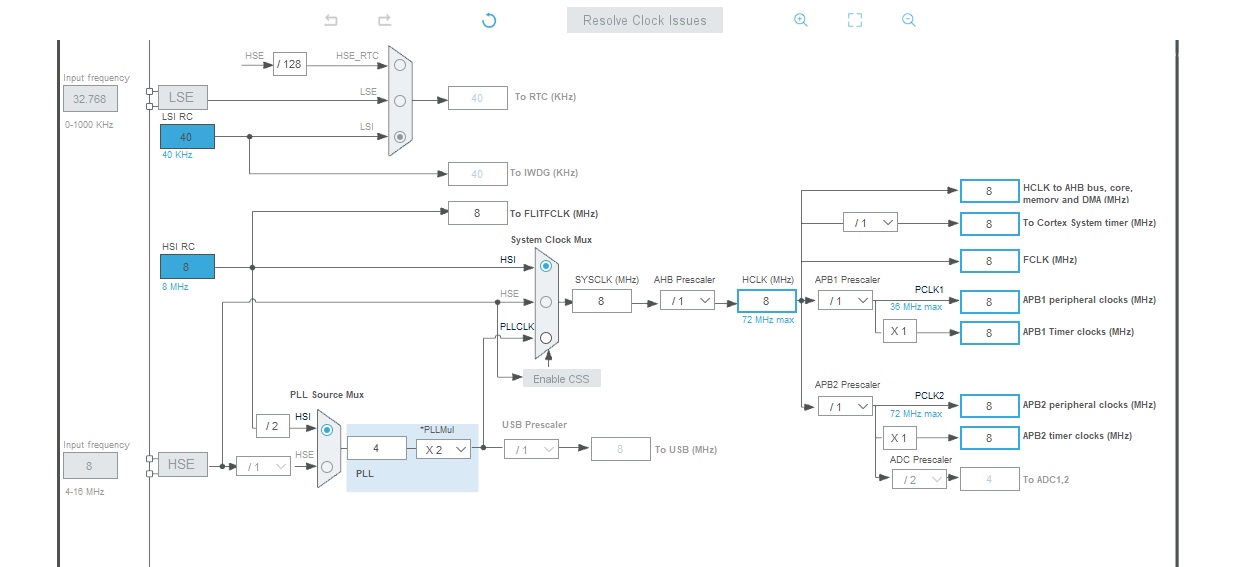 Resolve Clock Issues
HSE
/ 128
HSE_RTC
Input frequency
32.768
0-1000 KHz
LSE
LSE
40
To RTC (KHz)
LSI RC
40
40 KHz
LSI
40
To IWDG (KHz)
8
To FLITFCLK (MHz)
HSI RC
8
8 MHz
System Clock Mux
HSI
HSE
PLLCLK
Enable CSS
SYSCLK (MHz)
8
AHB Prescaler
/ 1
HCLK (MHz)
8
72 MHz max
8
HCLK to AHB bus, core,
memory and DMA (MHz)
/ 1
8
To Cortex System timer (MHz)
8
FCLK (MHz)
APB1 Prescaler
/ 1
PCLK1
36 MHz max
8
APB1 peripheral clocks (MHz)
X 1
8
APB1 Timer clocks (MHz)
APB2 Prescaler
/ 1
PCLK2
72 MHz max
8
APB2 peripheral clocks (MHz)
X 1
8
APB2 timer clocks (MHz)
ADC Prescaler
/ 2
4
To ADC1,2
PLL Source Mux
/ 2
HSI
HSE
Input frequency
8
4-16 MHz
HSE
/ 1
4
*PLLMul
X 2
PLL
USB Prescaler
/ 1
8
To USB (MHz)